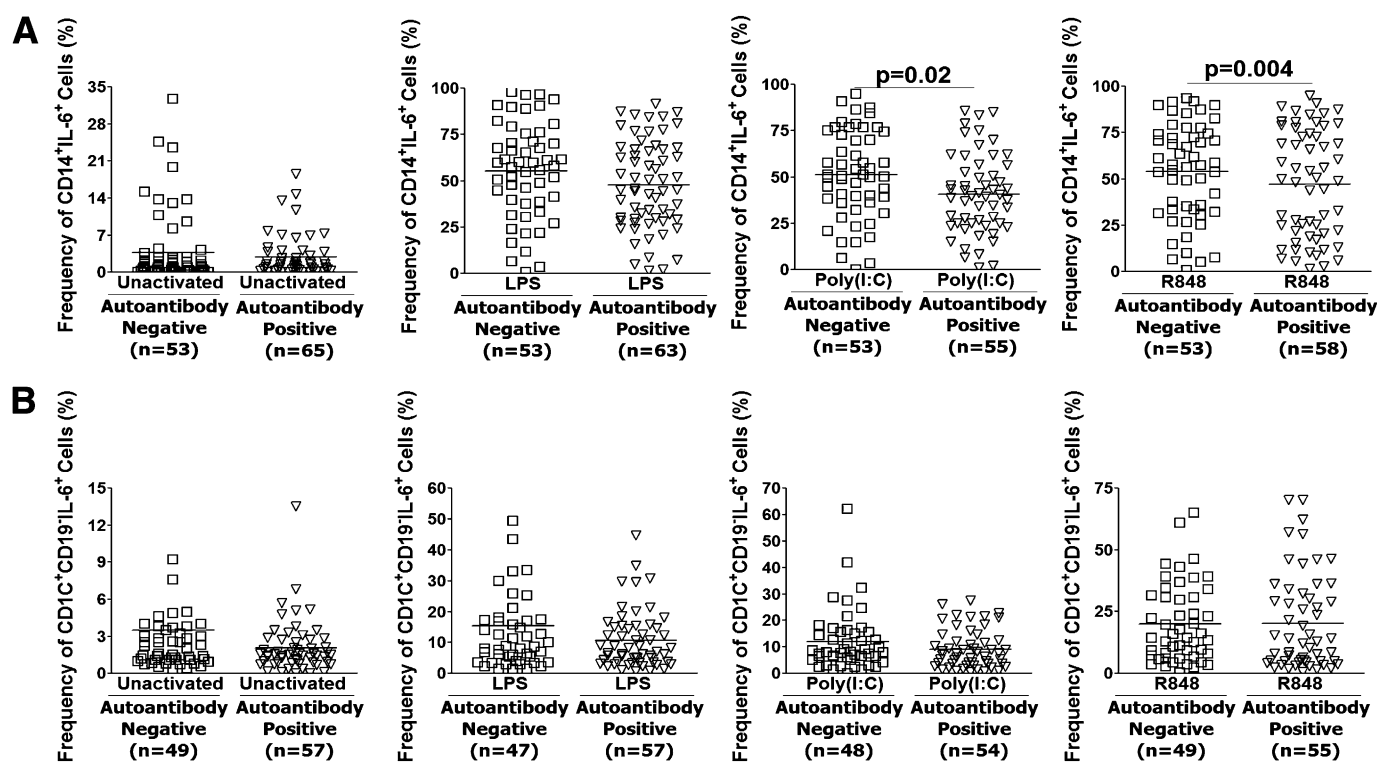 A
Frequency of CD14⁺IL-6⁺ Cells (%)
35
28
21
14
7
0
Unactivated
Unactivated
Autoantibody
Negative
(n=53)
Autoantibody
Positive
(n=65)
Frequency of CD14⁺IL-6⁺ Cells (%)
100
75
50
25
0
LPS
LPS
Autoantibody
Negative
(n=53)
Autoantibody
Positive
(n=63)
Frequency of CD14⁺IL-6⁺ Cells (%)
p=0.02
100
75
50
25
0
Poly(I:C)
Poly(I:C)
Autoantibody
Negative
(n=53)
Autoantibody
Positive
(n=55)
Frequency of CD14⁺IL-6⁺ Cells (%)
p=0.004
100
75
50
25
0
R848
R848
Autoantibody
Negative
(n=53)
Autoantibody
Positive
(n=58)
B
Frequency of CD1C⁺CD19⁻IL-6⁺ Cells (%)
15
12
9
6
3
0
Unactivated
Unactivated
Autoantibody
Negative
(n=49)
Autoantibody
Positive
(n=57)
Frequency of CD1C⁺CD19⁻IL-6⁺ Cells (%)
60
50
40
30
20
10
0
LPS
LPS
Autoantibody
Negative
(n=47)
Autoantibody
Positive
(n=57)
Frequency of CD1C⁺CD19⁻IL-6⁺ Cells (%)
70
60
50
40
30
20
10
0
Poly(I:C)
Poly(I:C)
Autoantibody
Negative
(n=48)
Autoantibody
Positive
(n=54)
Frequency of CD1C⁺CD19⁻IL-6⁺ Cells (%)
75
50
25
0
R848
R848
Autoantibody
Negative
(n=49)
Autoantibody
Positive
(n=55)